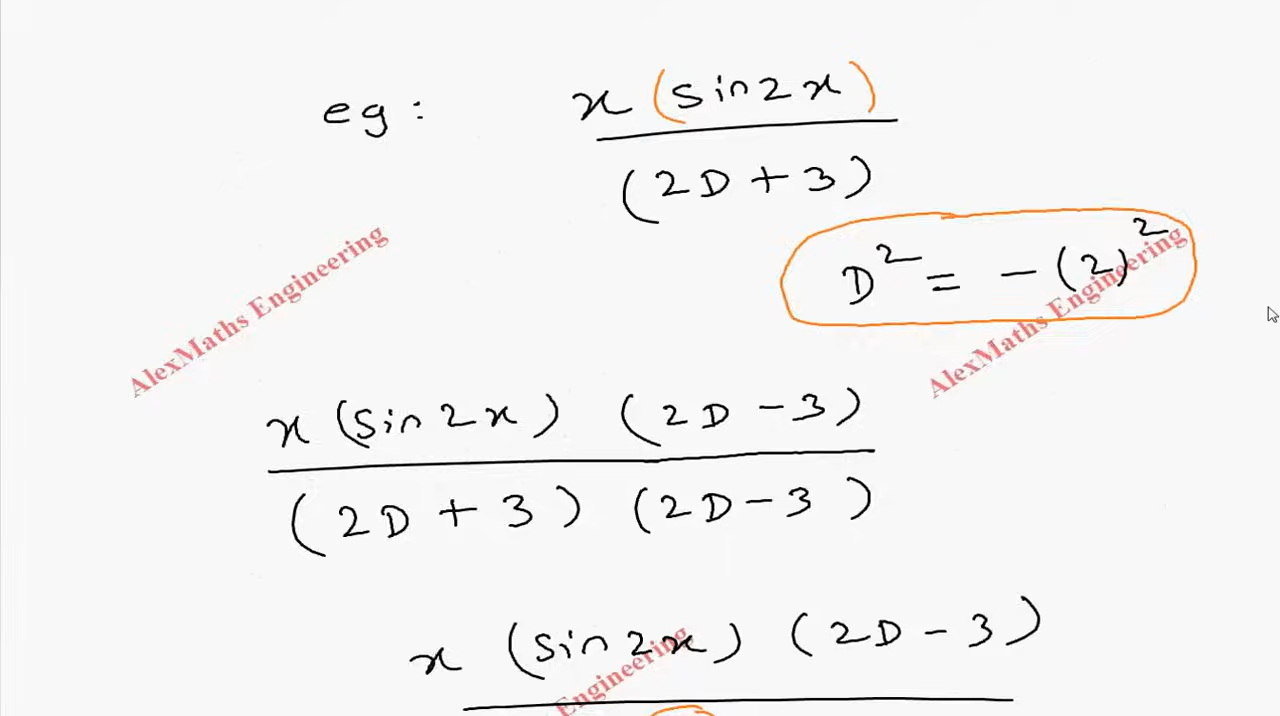 eg : x (sin2x)
(2D + 3)
D² = - (2)²
AlexMaths Engineering
AlexMaths Engineering
x (sin2x) (2D - 3)
(2D + 3) (2D - 3)
x (sin2x) (2D - 3)
Engineering